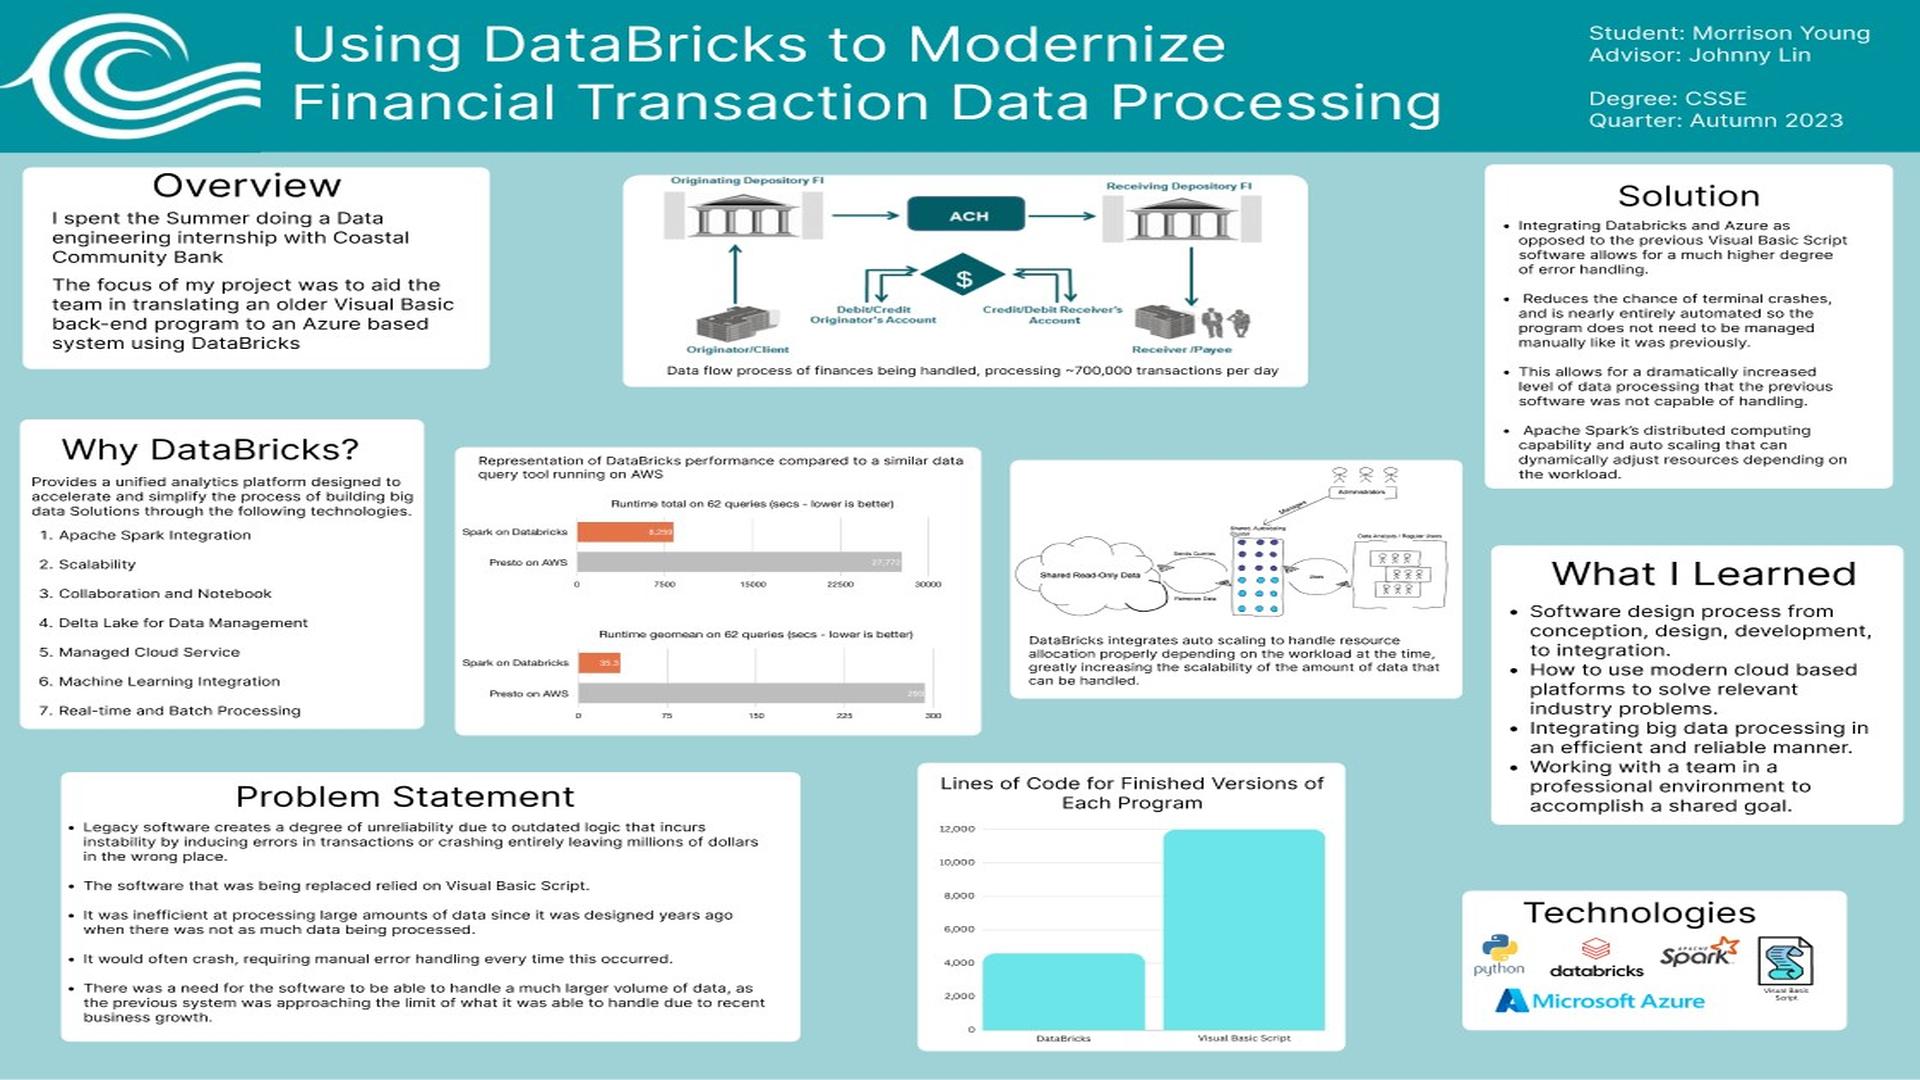 Using DataBricks to Modernize
Financial Transaction Data Processing
Student: Morrison Young
Advisor: Johnny Lin
Degree: CSSE
Quarter: Autumn 2023
Overview
I spent the Summer doing a Data
engineering internship with Coastal
Community Bank
The focus of my project was to aid the
team in translating an older Visual Basic
back-end program to an Azure based
system using DataBricks
Originating Depository FI
Receiving Depository FI
ACH
$
Debit/Credit
Originator's Account
Credit/Debit Receiver's
Account
Originator/Client
Receiver /Payee
Data flow process of finances being handled, processing ~700,000 transactions per day
Solution
• Integrating Databricks and Azure as
opposed to the previous Visual Basic Script
software allows for a much higher degree
of error handling.
• Reduces the chance of terminal crashes,
and is nearly entirely automated so the
program does not need to be managed
manually like it was previously.
• This allows for a dramatically increased
level of data processing that the previous
software was not capable of handling.
• Apache Spark's distributed computing
capability and auto scaling that can
dynamically adjust resources depending on
the workload.
Why DataBricks?
Provides a unified analytics platform designed to
accelerate and simplify the process of building big
data Solutions through the following technologies.
1. Apache Spark Integration
2. Scalability
3. Collaboration and Notebook
4. Delta Lake for Data Management
5. Managed Cloud Service
6. Machine Learning Integration
7. Real-time and Batch Processing
Representation of DataBricks performance compared to a similar data
query tool running on AWS
Runtime total on 62 queries (secs - lower is better)
Spark on Databricks
Presto on AWS
27,772
0 7500 15000 22500 30000
Runtime geomean on 62 queries (secs - lower is better)
Spark on Databricks
35.3
Presto on AWS
0 75 150 225 300
Administrators
Manages
Shared, Autoscaling
Cluster
Data Analysts / Regular Users
Sends Queries
Shared Read-Only Data
Uses
Retrieves Data
DataBricks integrates auto scaling to handle resource
allocation properly depending on the workload at the time,
greatly increasing the scalability of the amount of data that
can be handled.
What I Learned
• Software design process from
conception, design, development,
to integration.
• How to use modern cloud based
platforms to solve relevant
industry problems.
• Integrating big data processing in
an efficient and reliable manner.
• Working with a team in a
professional environment to
accomplish a shared goal.
Problem Statement
• Legacy software creates a degree of unreliability due to outdated logic that incurs
instability by inducing errors in transactions or crashing entirely leaving millions of dollars
in the wrong place.
• The software that was being replaced relied on Visual Basic Script.
• It was inefficient at processing large amounts of data since it was designed years ago
when there was not as much data being processed.
• It would often crash, requiring manual error handling every time this occurred.
• There was a need for the software to be able to handle a much larger volume of data, as
the previous system was approaching the limit of what it was able to handle due to recent
business growth.
Lines of Code for Finished Versions of
Each Program
12,000
10,000
8,000
6,000
4,000
2,000
0
DataBricks
Visual Basic Script
Technologies
python
databricks
APACHE
Spark
Visual Basic
Script
Microsoft Azure